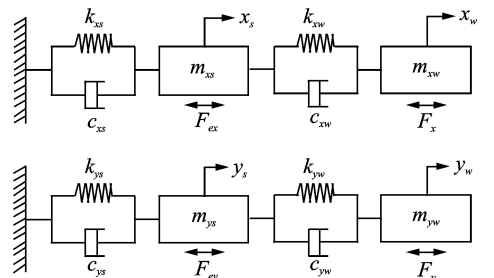 k_xs x_s k_xw x_w
m_xs m_xw
c_xs F_ex c_xw F_x
k_ys y_s k_yw y_w
m_ys m_yw
c_ys F_ey c_yw F_y